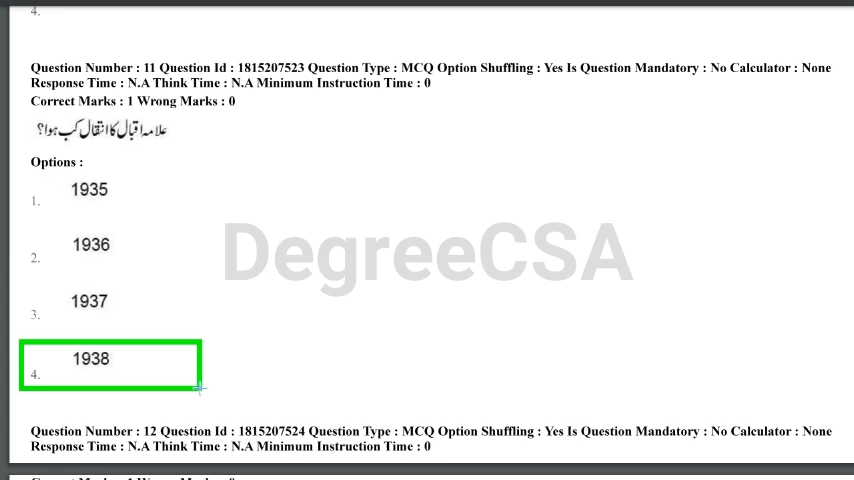 4.
Question Number : 11 Question Id : 1815207523 Question Type : MCQ Option Shuffling : Yes Is Question Mandatory : No Calculator : None
Response Time : N.A Think Time : N.A Minimum Instruction Time : 0
Correct Marks : 1 Wrong Marks : 0
علامہ اقبال کا انتقال کب ہوا؟
Options :
1. 1935
2. 1936
DegreeCSA
3. 1937
4. 1938
Question Number : 12 Question Id : 1815207524 Question Type : MCQ Option Shuffling : Yes Is Question Mandatory : No Calculator : None
Response Time : N.A Think Time : N.A Minimum Instruction Time : 0